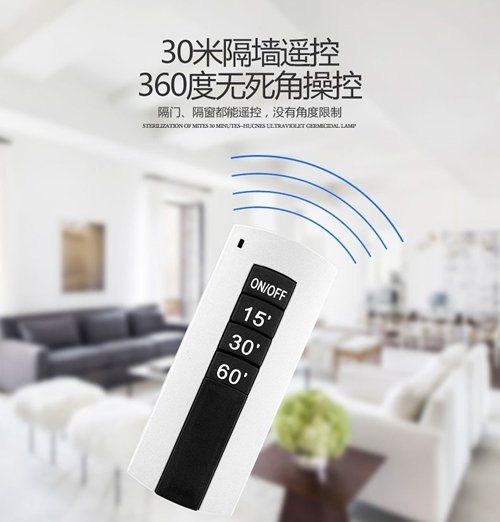 30米隔墙遥控
360度无死角操控
隔门、隔窗都能遥控，没有角度限制
STERILIZATION OF MITES 30 MINUTES-HUCNES ULTRAVIOLET GERMICIDAL LAMP
ON/OFF
15'
30'
60'